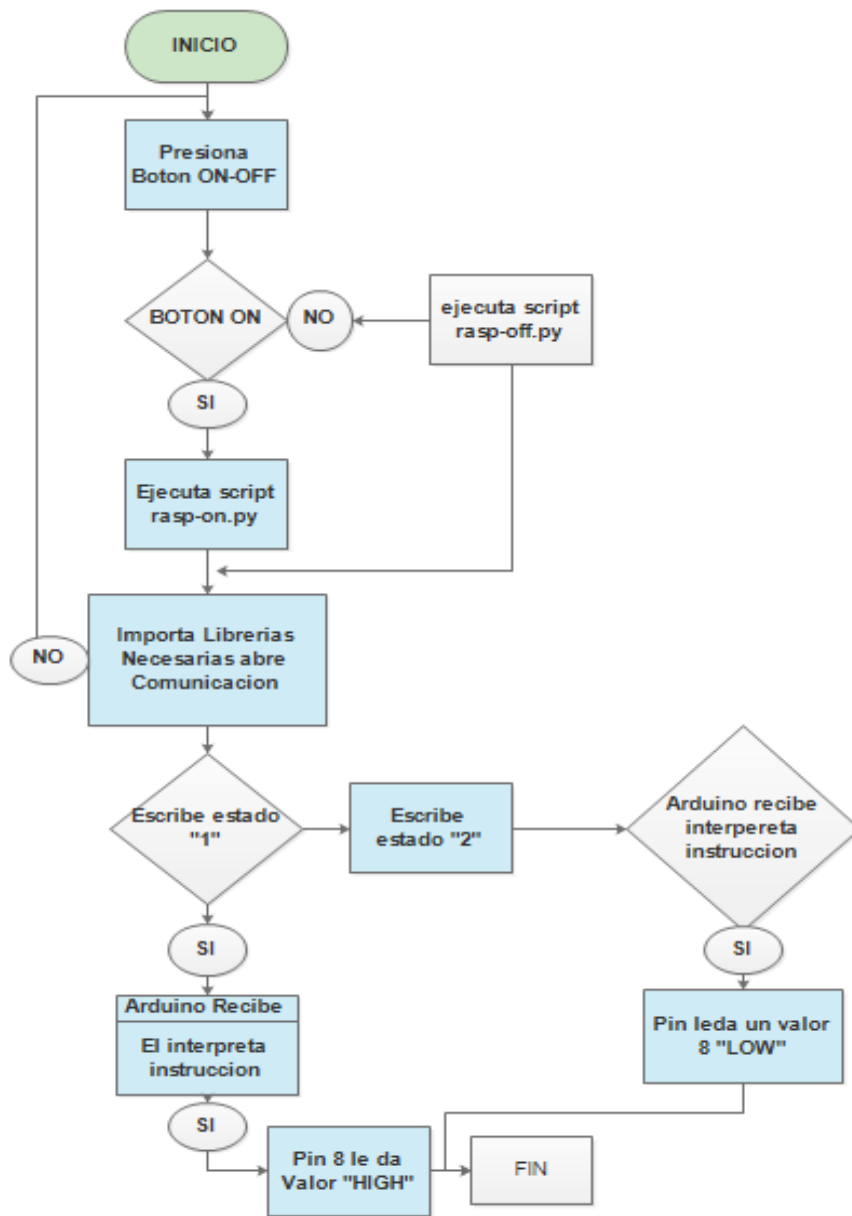 INICIO
Presiona
Boton ON-OFF
BOTON ON
NO
ejecuta script
rasp-off.py
SI
Ejecuta script
rasp-on.py
Importa Librerias
Necesarias abre
Comunicacion
NO
Escribe estado
"1"
Escribe
estado "2"
Arduino recibe
interpereta
instruccion
SI
SI
Arduino Recibe
El interpreta
instruccion
Pin leda un valor
8 "LOW"
SI
Pin 8 le da
Valor "HIGH"
FIN